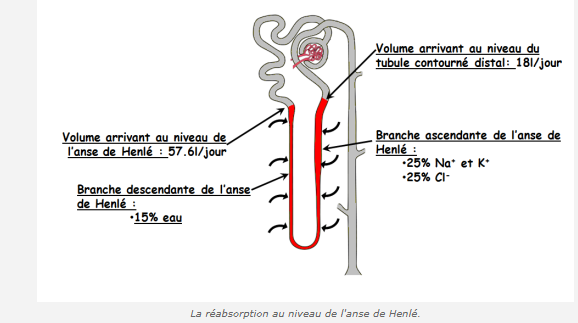 Volume arrivant au niveau du
tubule contourné distal: 18l/jour
Volume arrivant au niveau de
l'anse de Henlé : 57.6l/jour
Branche ascendante de l'anse de
Henlé :
•25% Na⁺ et K⁺
•25% Cl⁻
Branche descendante de l'anse
de Henlé :
•15% eau
La réabsorption au niveau de l'anse de Henlé.